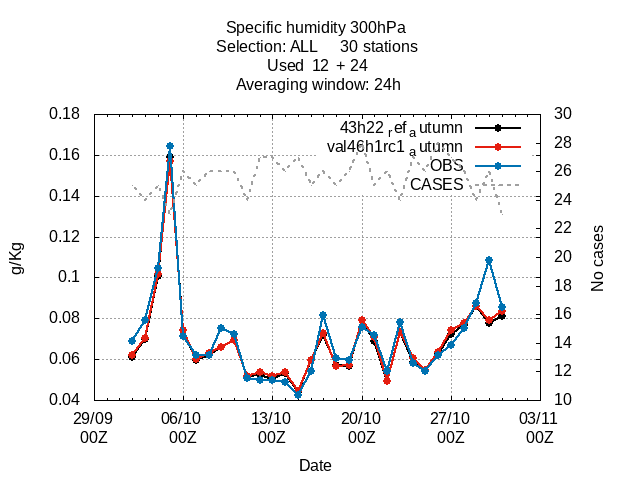 Specific humidity 300hPa
Selection: ALL 30 stations
Used 12 + 24
Averaging window: 24h
43h22refautumn
val46h1rc1autumn
OBS
CASES
0.18
0.16
0.14
0.12
0.1
0.08
0.06
0.04
g/Kg
30
28
26
24
22
20
18
16
14
12
10
No cases
29/09 06/10 13/10 20/10 27/10 03/11
00Z 00Z 00Z 00Z 00Z 00Z
Date